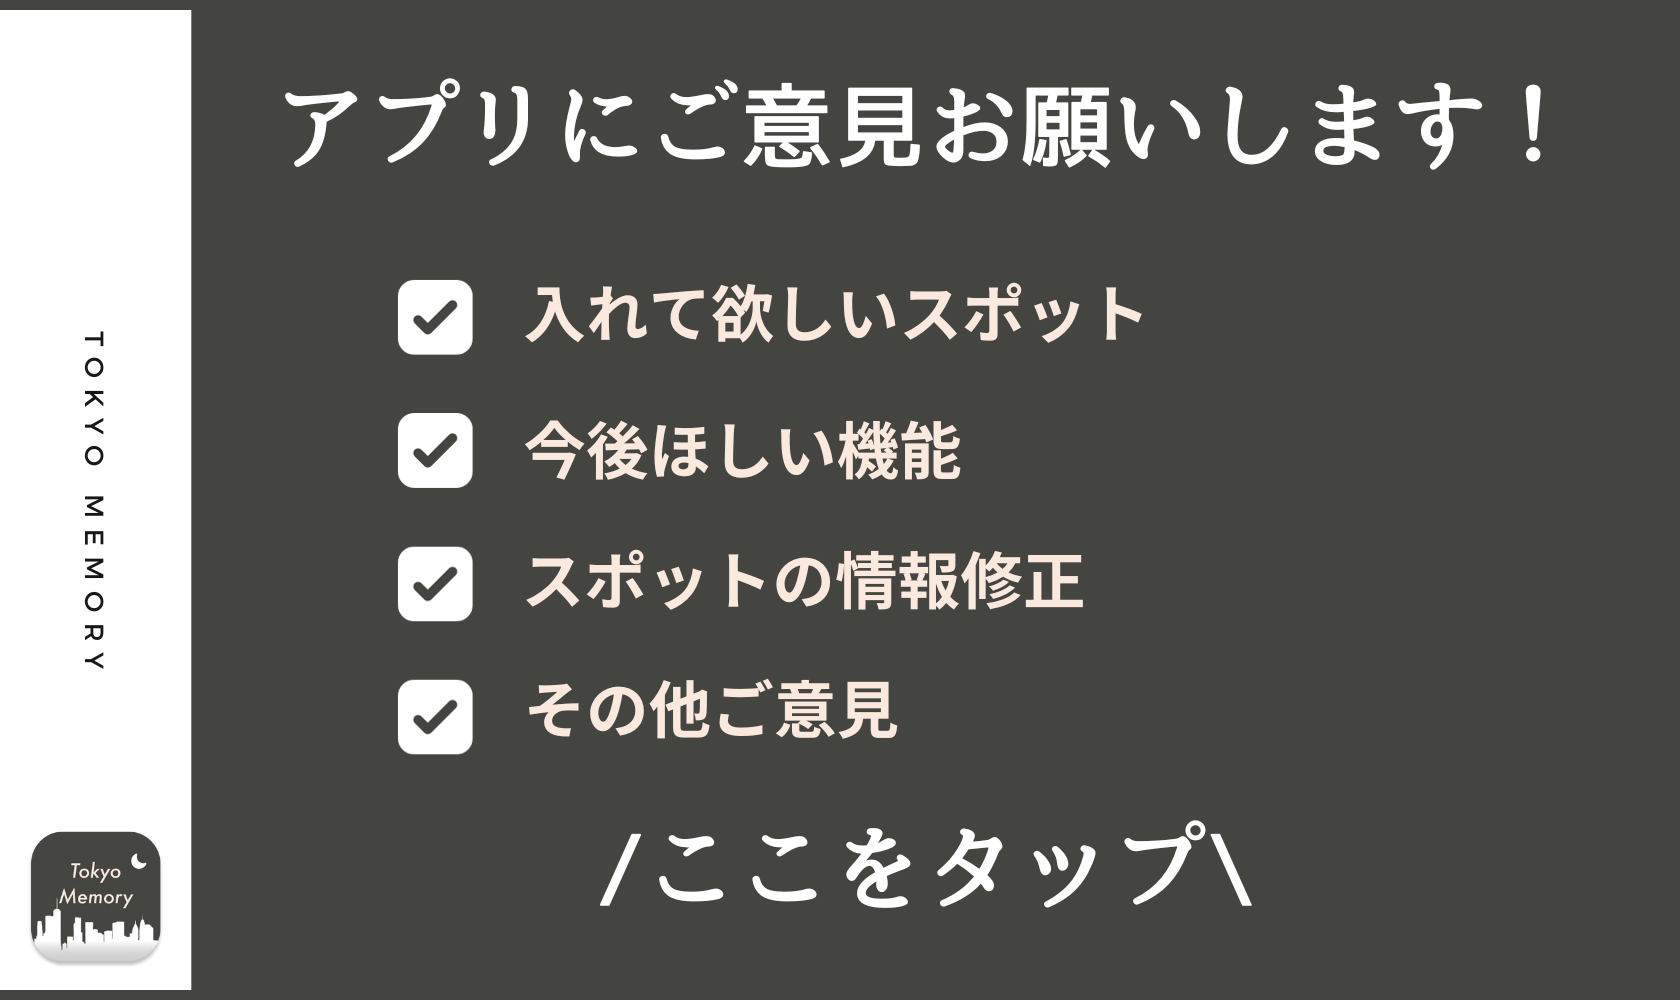 アプリにご意見お願いします！
入れて欲しいスポット
今後ほしい機能
スポットの情報修正
その他ご意見
/ここをタップ\
TOKYO MEMORY
Tokyo
Memory